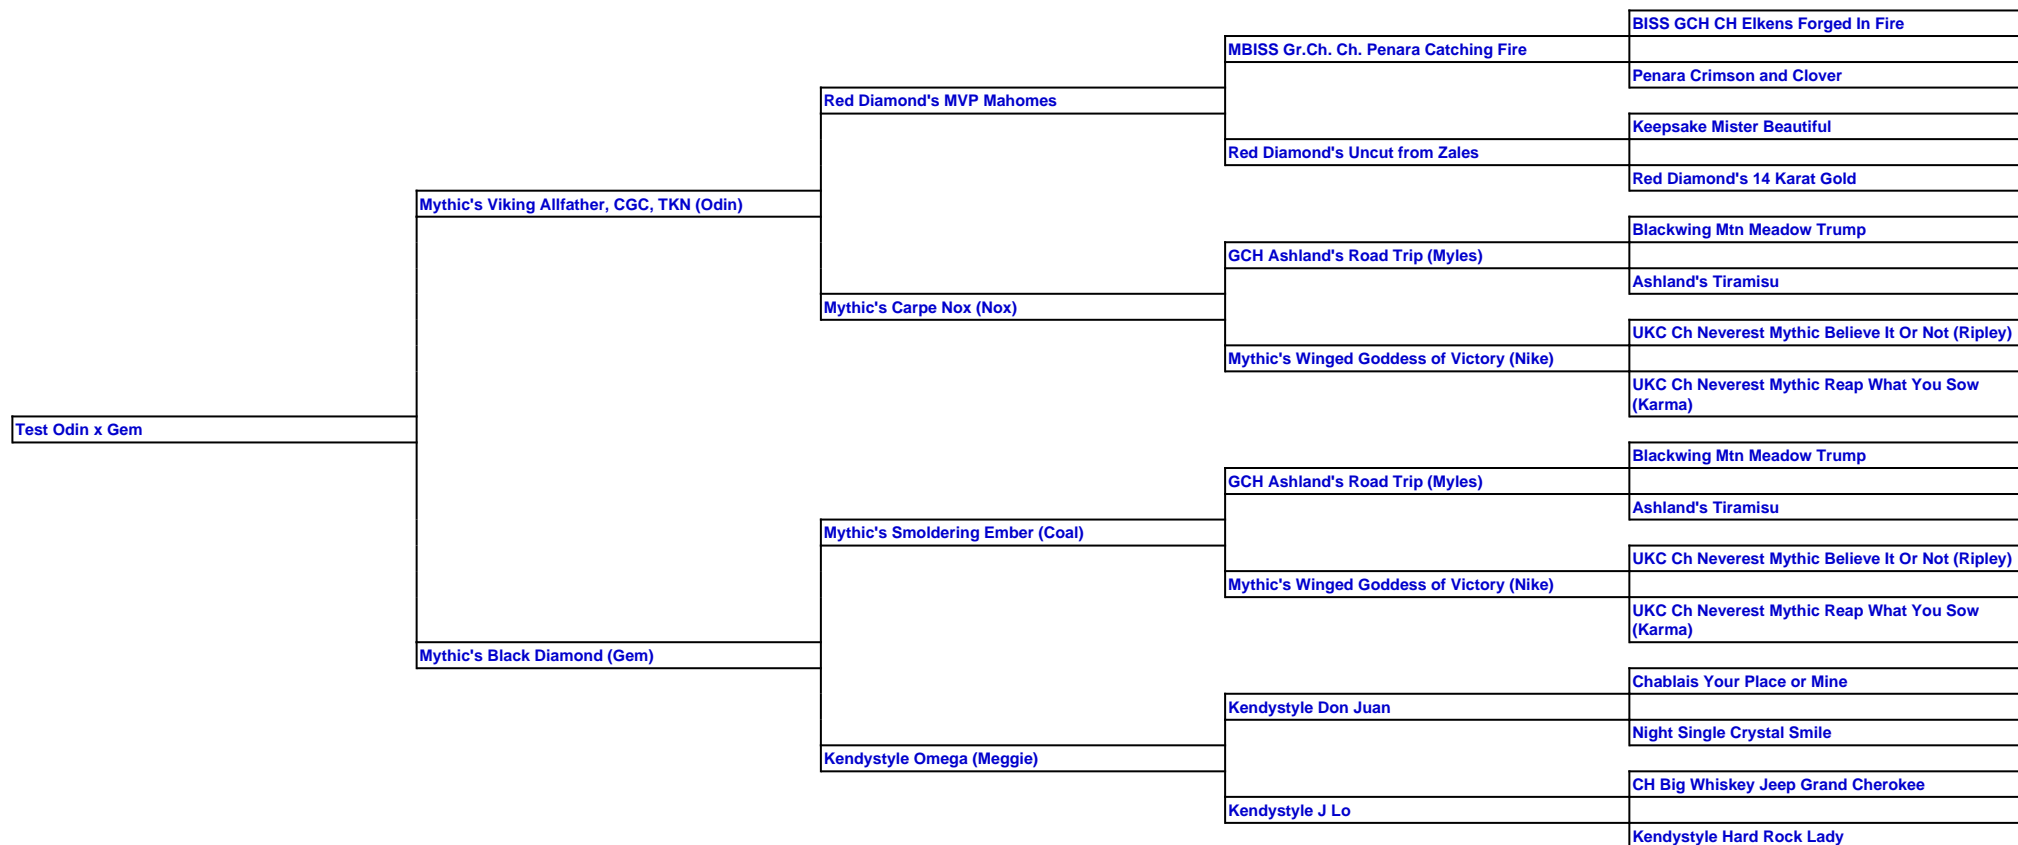 BISS GCH CH Elkens Forged In Fire
MBISS Gr.Ch. Ch. Penara Catching Fire
Penara Crimson and Clover
Red Diamond's MVP Mahomes
Keepsake Mister Beautiful
Red Diamond's Uncut from Zales
Red Diamond's 14 Karat Gold
Mythic's Viking Allfather, CGC, TKN (Odin)
Blackwing Mtn Meadow Trump
GCH Ashland's Road Trip (Myles)
Ashland's Tiramisu
Mythic's Carpe Nox (Nox)
UKC Ch Neverest Mythic Believe It Or Not (Ripley)
Mythic's Winged Goddess of Victory (Nike)
UKC Ch Neverest Mythic Reap What You Sow
(Karma)
Test Odin x Gem
Blackwing Mtn Meadow Trump
GCH Ashland's Road Trip (Myles)
Ashland's Tiramisu
Mythic's Smoldering Ember (Coal)
UKC Ch Neverest Mythic Believe It Or Not (Ripley)
Mythic's Winged Goddess of Victory (Nike)
UKC Ch Neverest Mythic Reap What You Sow
(Karma)
Mythic's Black Diamond (Gem)
Chablais Your Place or Mine
Kendystyle Don Juan
Night Single Crystal Smile
Kendystyle Omega (Meggie)
CH Big Whiskey Jeep Grand Cherokee
Kendystyle J Lo
Kendystyle Hard Rock Lady